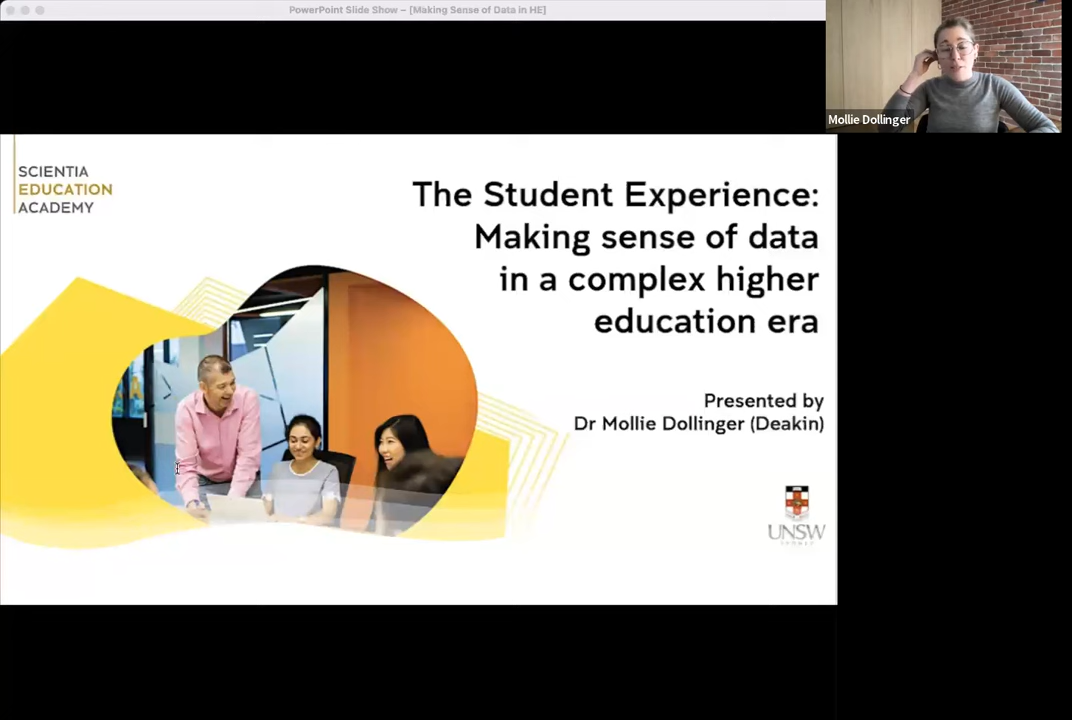 PowerPoint Slide Show – [Making Sense of Data in HE]
Mollie Dollinger
SCIENTIA
EDUCATION
ACADEMY
The Student Experience:
Making sense of data
in a complex higher
education era
Presented by
Dr Mollie Dollinger (Deakin)
UNSW